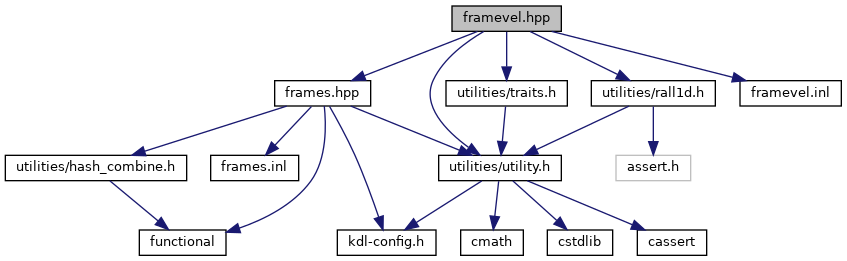 framevel.hpp
frames.hpp
utilities/traits.h
utilities/rall1d.h
framevel.inl
utilities/hash_combine.h
frames.inl
utilities/utility.h
assert.h
functional
kdl-config.h
cmath
cstdlib
cassert